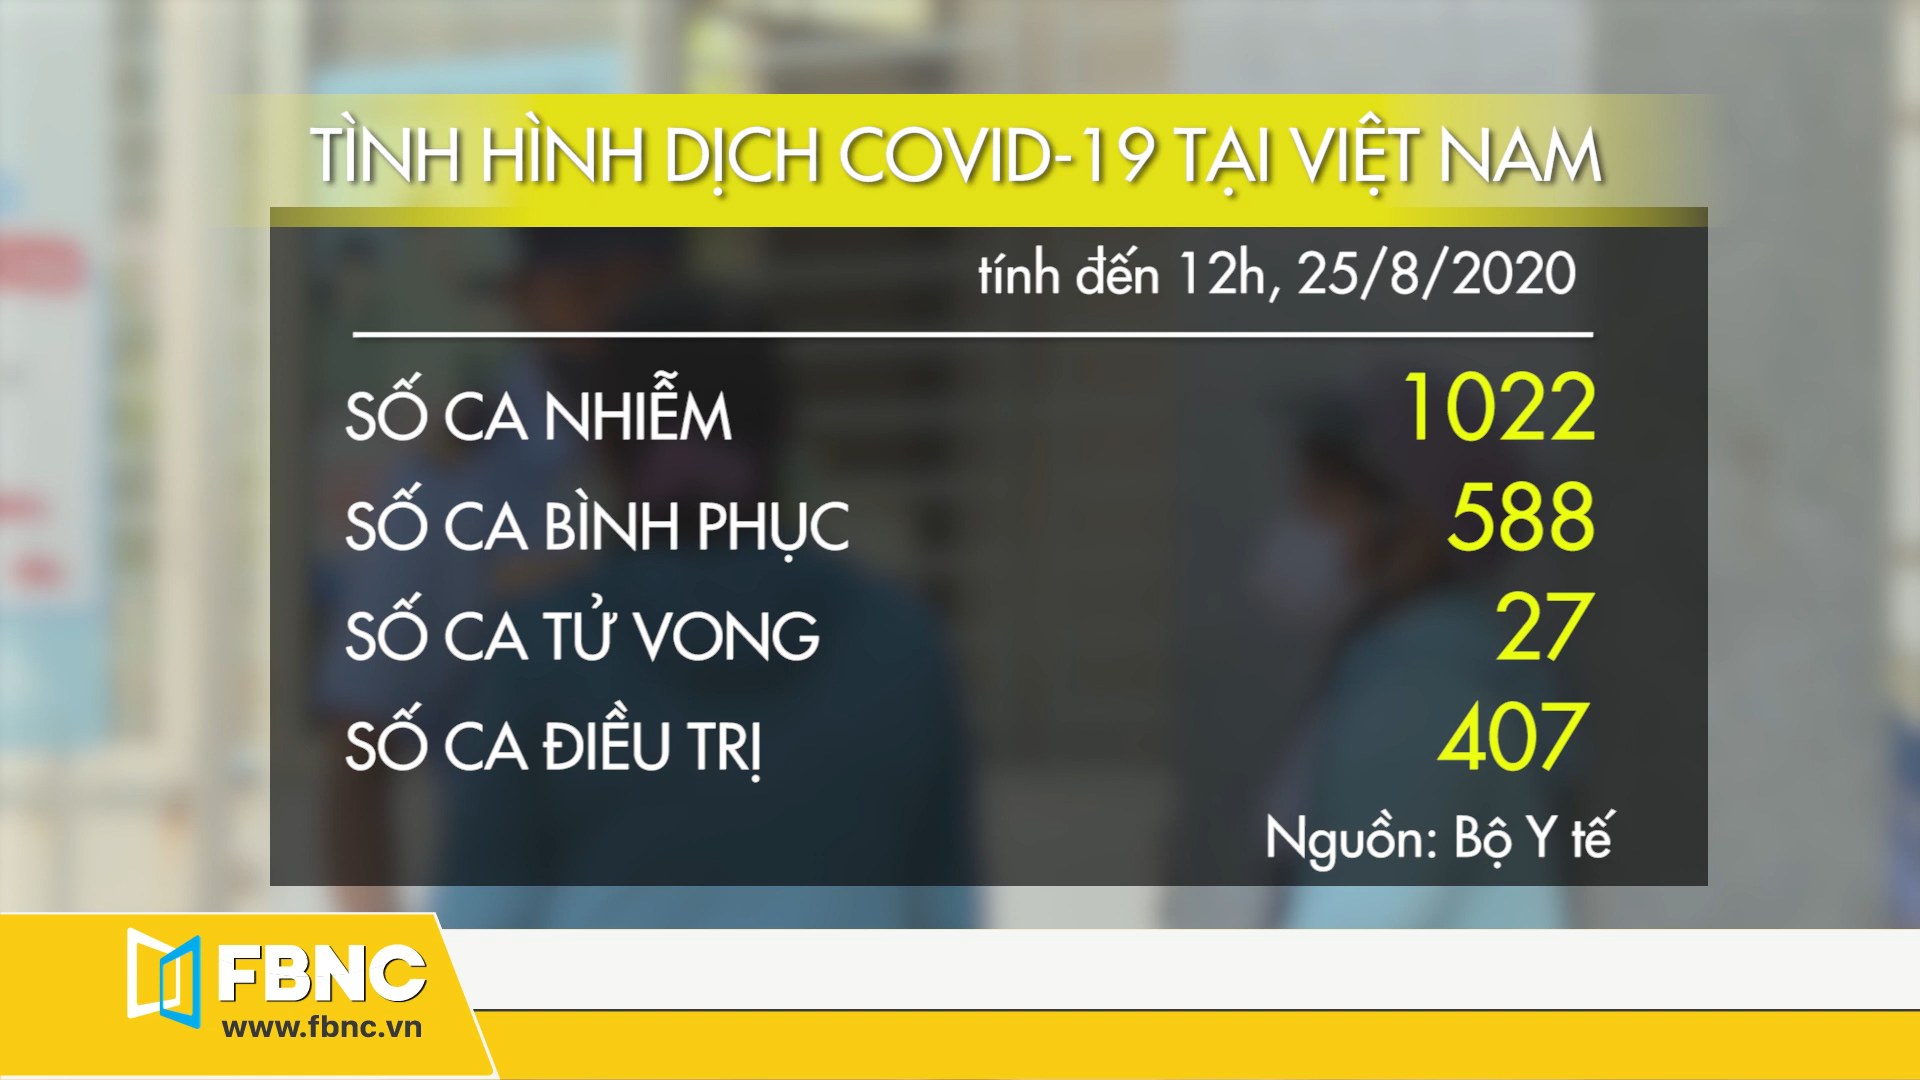 TÌNH HÌNH DỊCH COVID-19 TẠI VIỆT NAM
tính đến 12h, 25/8/2020
SỐ CA NHIỄM 1022
SỐ CA BÌNH PHỤC 588
SỐ CA TỬ VONG 27
SỐ CA ĐIỀU TRỊ 407
Nguồn: Bộ Y tế
FBNC
www.fbnc.vn